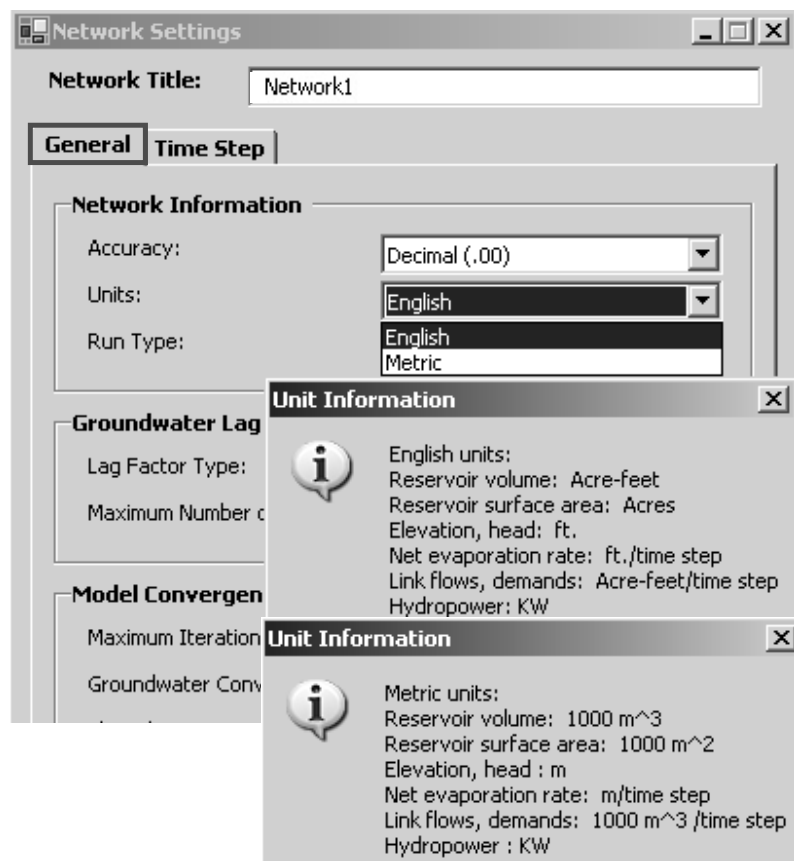 Network Settings
Network Title: Network1
General Time Step
Network Information
Accuracy: Decimal (.00)
Units: English
English
Run Type:
Metric
Unit Information
Groundwater Lag
English units:
Lag Factor Type:
Reservoir volume: Acre-feet
Reservoir surface area: Acres
Maximum Number
Elevation, head: ft.
Net evaporation rate: ft./time step
Link flows, demands: Acre-feet/time step
Model Convergen
Hydropower: KW
Maximum Iteration
Unit Information
Groundwater Conv
Metric units:
Reservoir volume: 1000 m^3
Reservoir surface area: 1000 m^2
Elevation, head : m
Net evaporation rate: m/time step
Link flows, demands: 1000 m^3 /time step
Hydropower : KW